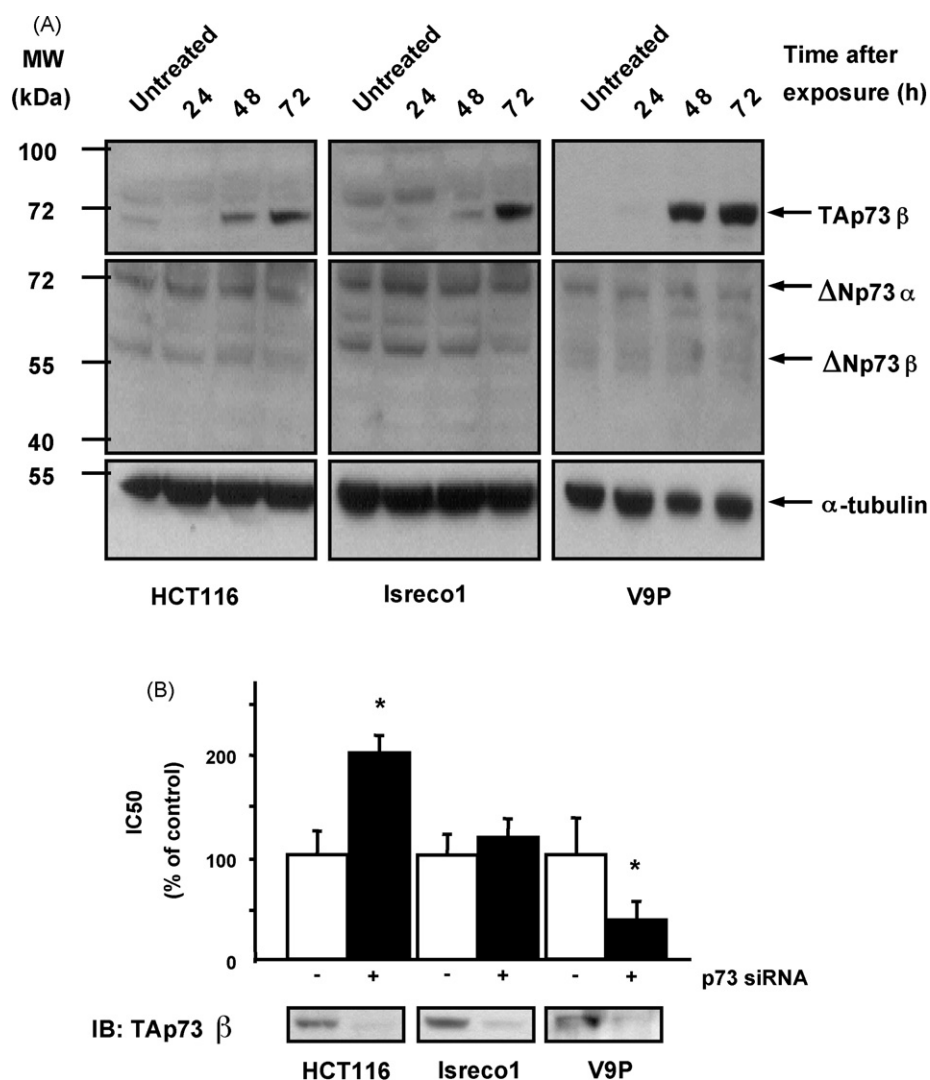 (A)
MW
(kDa)
Untreated
24
48
72
Untreated
24
48
72
Untreated
24
48
72
Time after
exposure (h)
100
72
TAp73 β
72
ΔNp73 α
55
ΔNp73 β
40
55
α-tubulin
HCT116
Isreco1
V9P
(B)
IC50
(% of control)
200
100
0
*
*
-
+
-
+
-
+
p73 siRNA
IB: TAp73 β
HCT116
Isreco1
V9P